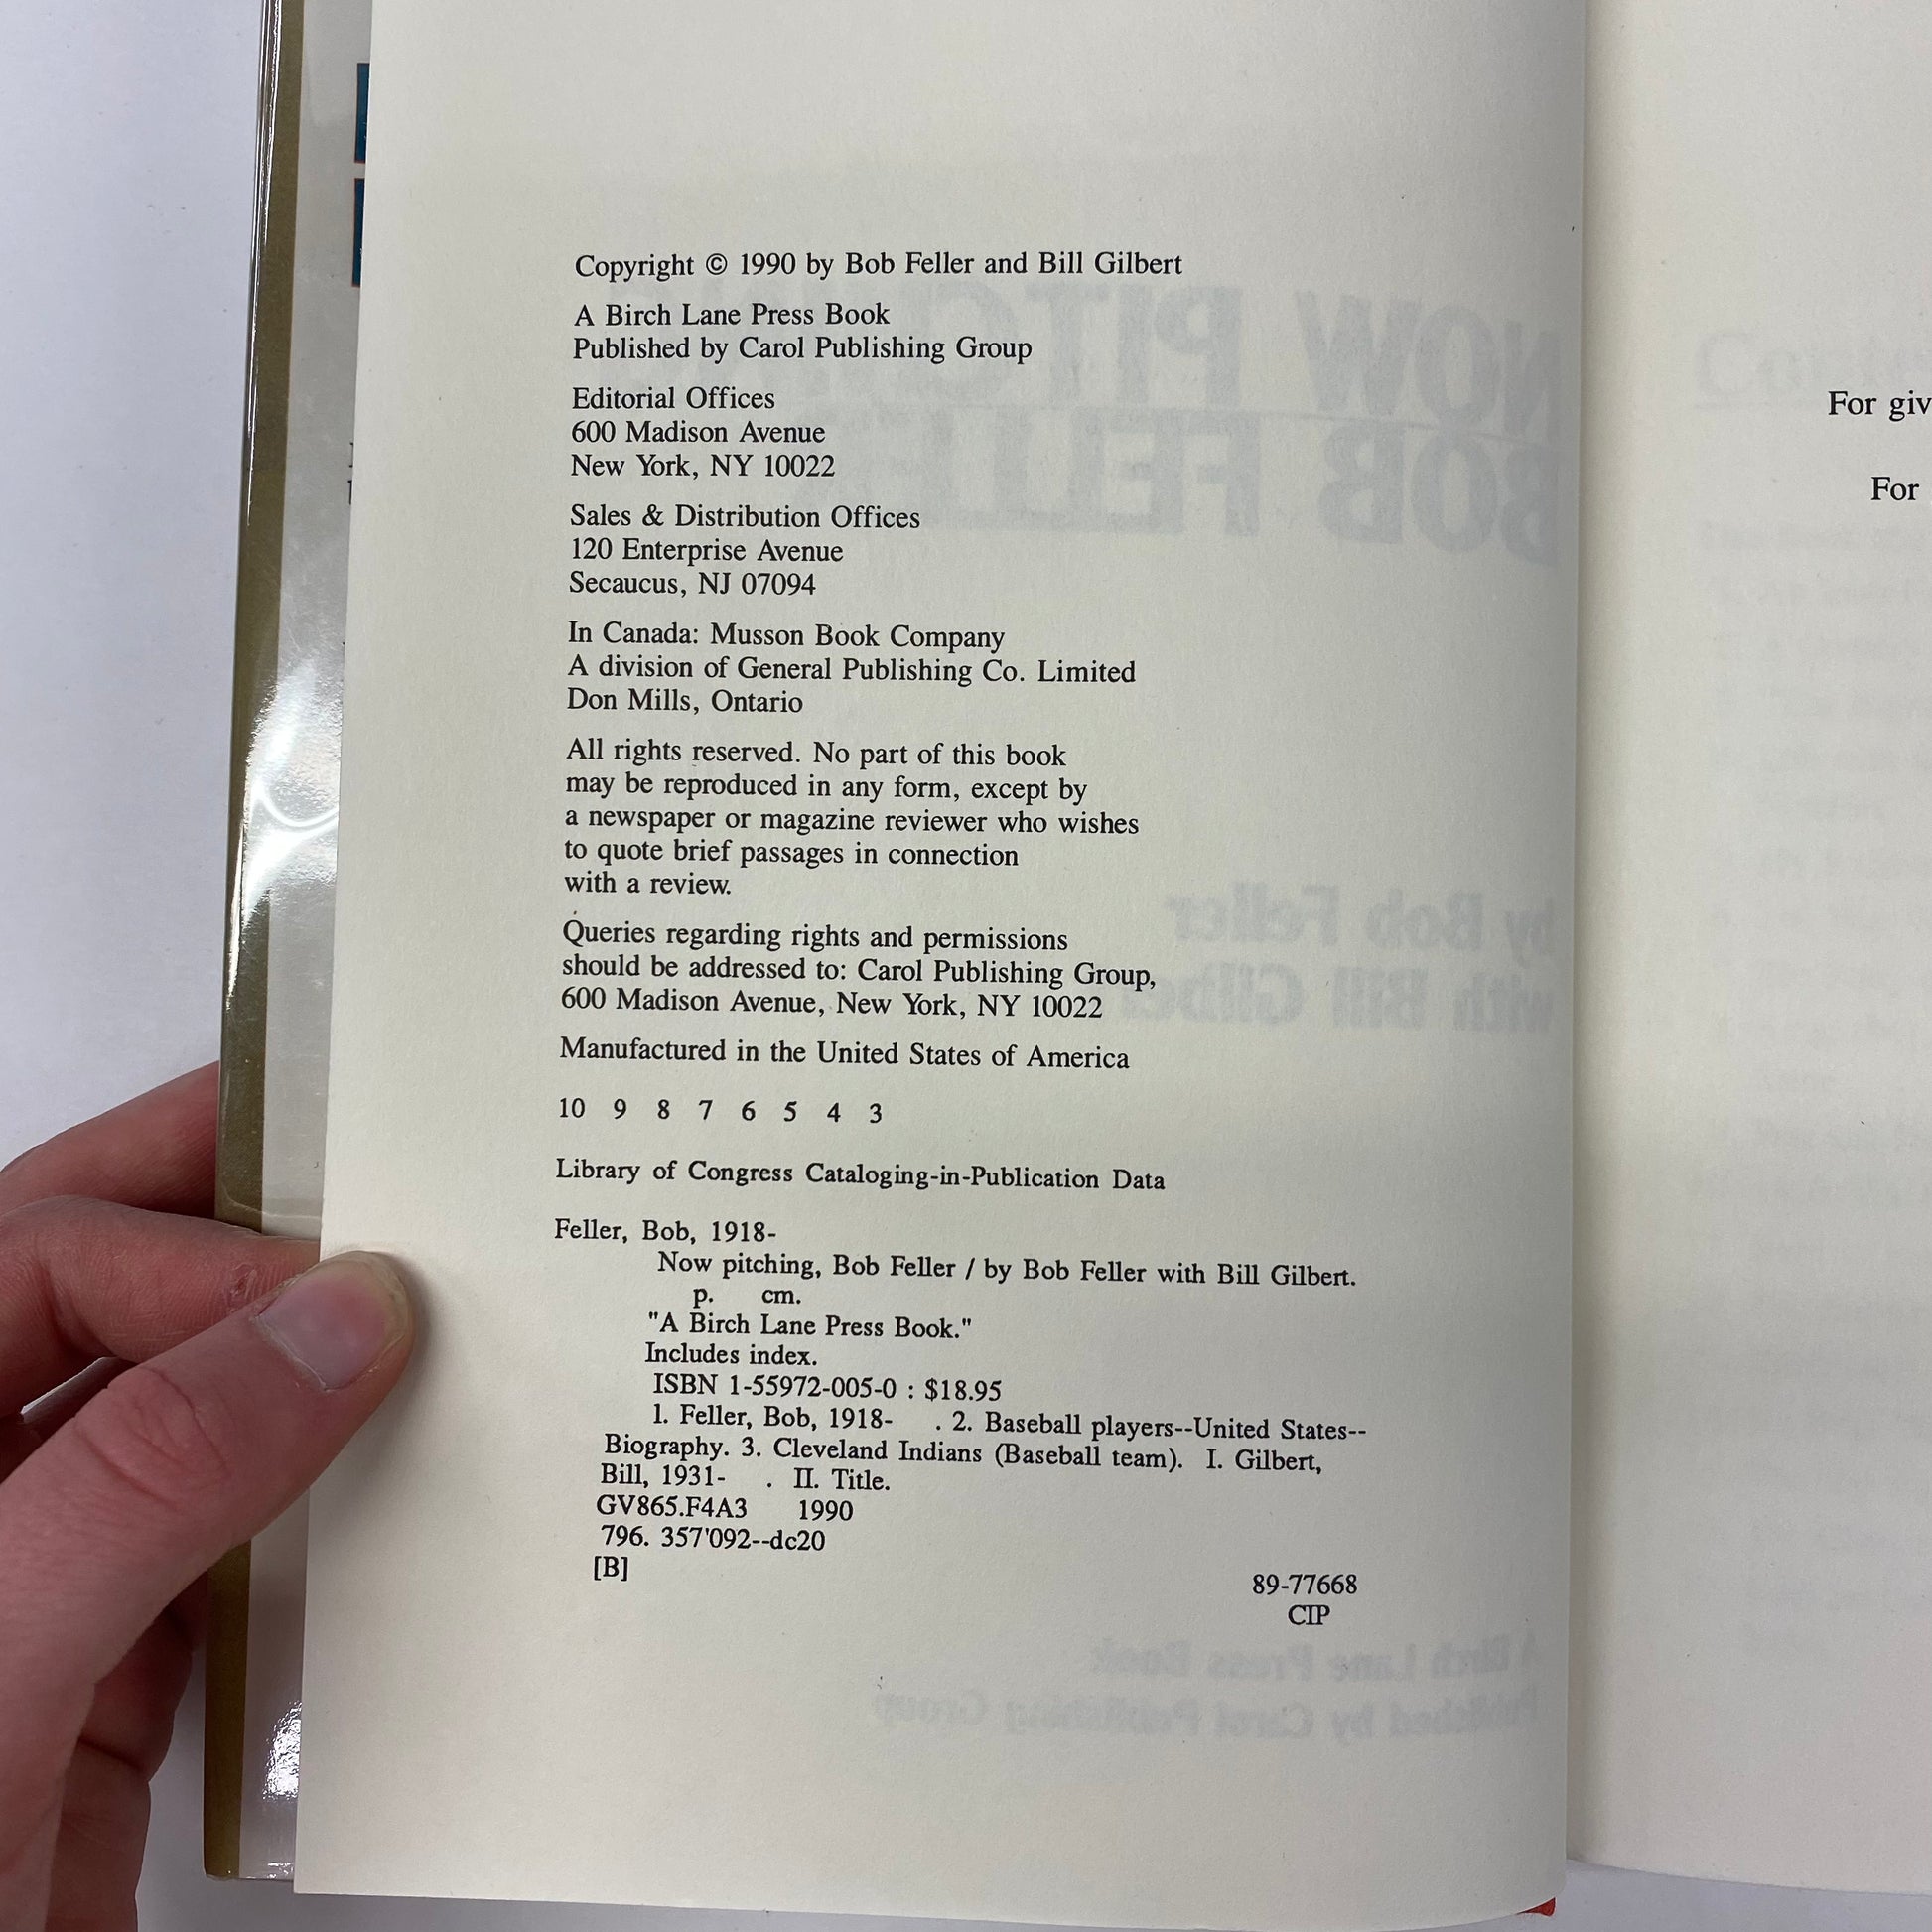 Copyright © 1990 by Bob Feller and Bill Gilbert
A Birch Lane Press Book
Published by Carol Publishing Group
Editorial Offices
600 Madison Avenue
New York, NY 10022
Sales & Distribution Offices
120 Enterprise Avenue
Secaucus, NJ 07094
In Canada: Musson Book Company
A division of General Publishing Co. Limited
Don Mills, Ontario
All rights reserved. No part of this book
may be reproduced in any form, except by
a newspaper or magazine reviewer who wishes
to quote brief passages in connection
with a review.
Queries regarding rights and permissions
should be addressed to: Carol Publishing Group,
600 Madison Avenue, New York, NY 10022
Manufactured in the United States of America
10 9 8 7 6 5 4 3
Library of Congress Cataloging-in-Publication Data
Feller, Bob, 1918-
Now pitching, Bob Feller / by Bob Feller with Bill Gilbert.
p. cm.
"A Birch Lane Press Book."
Includes index.
ISBN 1-55972-005-0 : $18.95
1. Feller, Bob, 1918- . 2. Baseball players--United States--
Biography. 3. Cleveland Indians (Baseball team). I. Gilbert,
Bill, 1931- . II. Title.
GV865.F4A3 1990
796. 357'092--dc20
[B]
89-77668
CIP
For giv
For